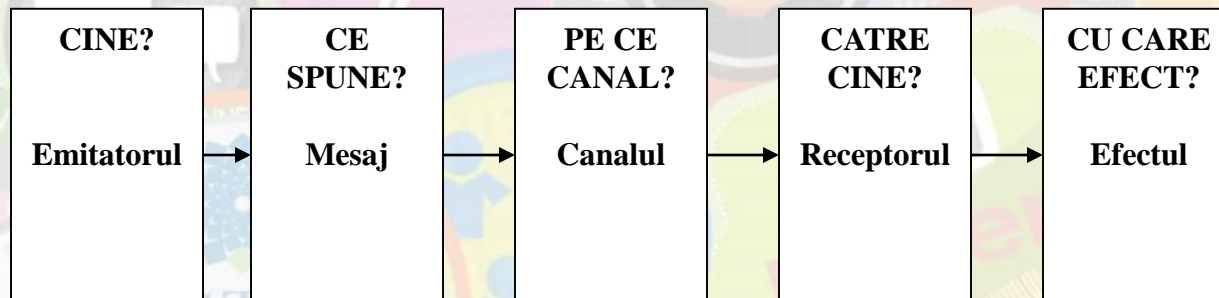 CINE?
Emitatorul
CE
SPUNE?
Mesaj
PE CE
CANAL?
Canalul
CATRE
CINE?
Receptorul
CU CARE
EFECT?
Efectul